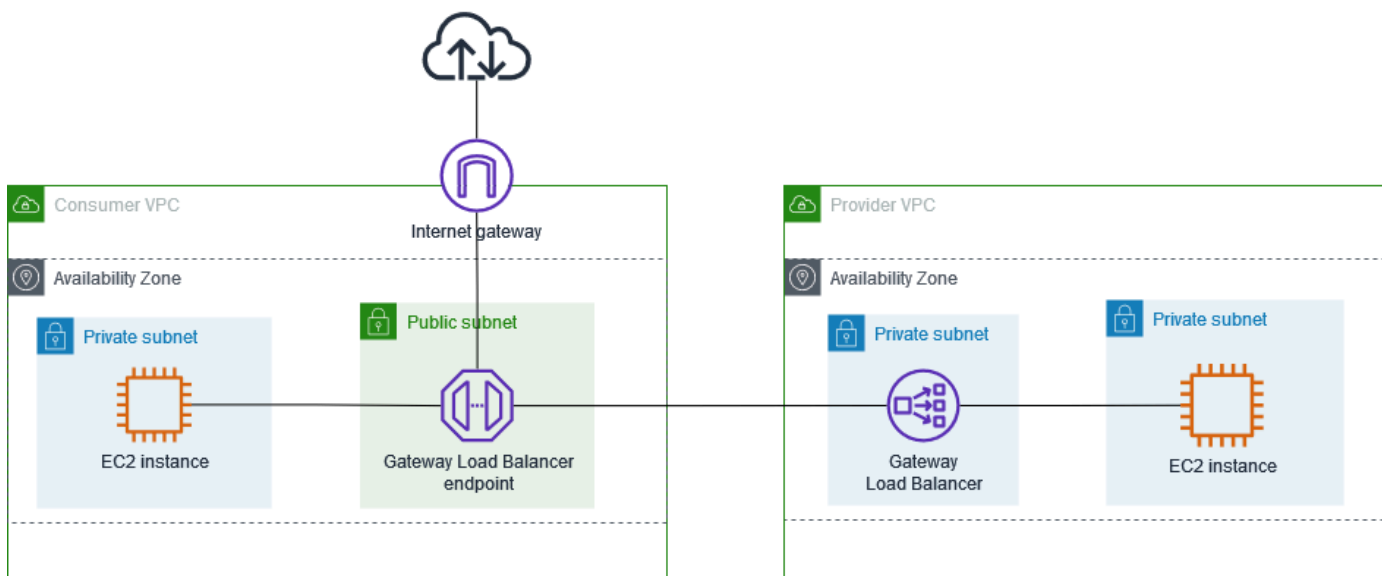 Internet gateway
Consumer VPC
Availability Zone
Private subnet
EC2 instance
Public subnet
Gateway Load Balancer
endpoint
Provider VPC
Availability Zone
Private subnet
Gateway
Load Balancer
Private subnet
EC2 instance